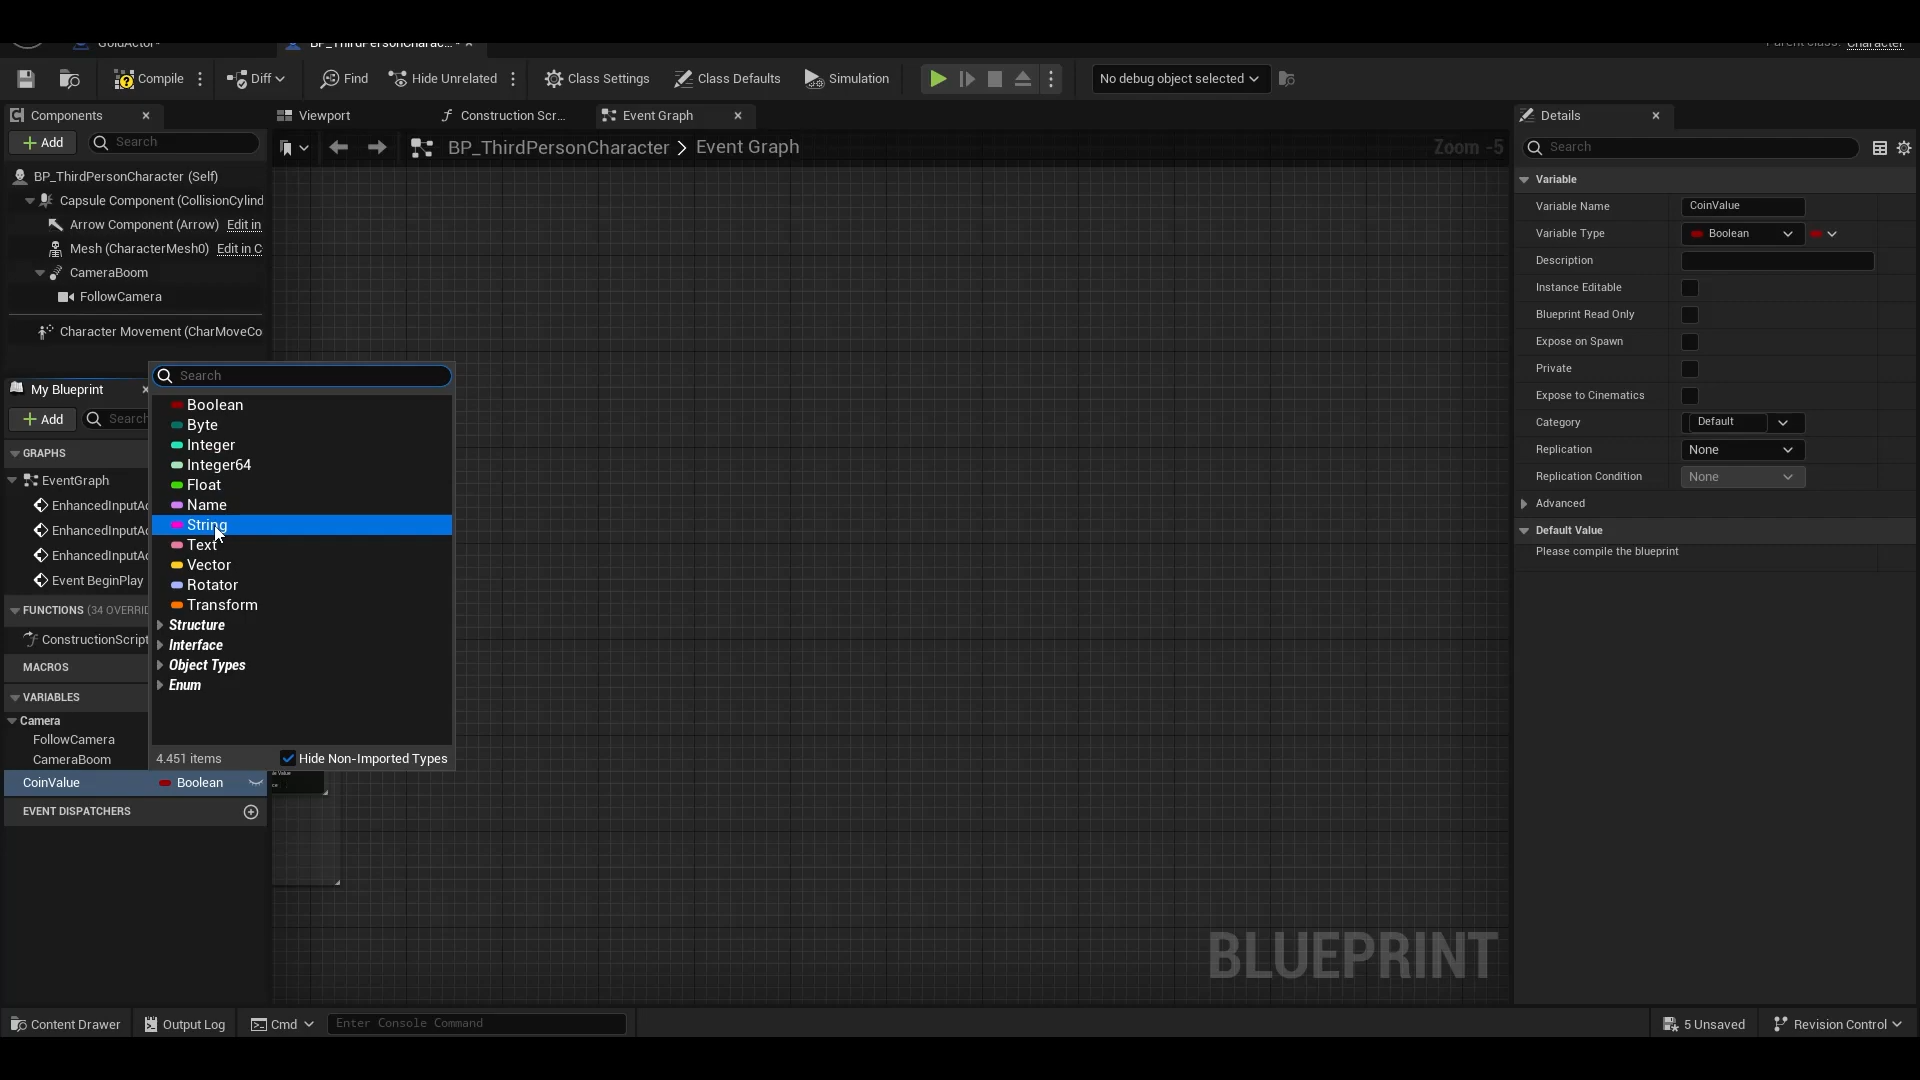 GoldActor*
BP_ThirdPersonCharac...*
Parent Class: Character
Compile
Diff
Find
Hide Unrelated
Class Settings
Class Defaults
Simulation
No debug object selected
Components
Add
Search
BP_ThirdPersonCharacter (Self)
Capsule Component (CollisionCylind
Arrow Component (Arrow) Edit in
Mesh (CharacterMesh0) Edit in C
CameraBoom
FollowCamera
Character Movement (CharMoveCo
Viewport
Construction Scr...
Event Graph
BP_ThirdPersonCharacter > Event Graph
Zoom -5
My Blueprint
Add
Search
GRAPHS
EventGraph
EnhancedInputAc
EnhancedInputAc
EnhancedInputAc
Event BeginPlay
FUNCTIONS (34 OVERRID
ConstructionScript
MACROS
VARIABLES
Camera
FollowCamera
CameraBoom
CoinValue Boolean
EVENT DISPATCHERS
Search
Boolean
Byte
Integer
Integer64
Float
Name
String
Text
Vector
Rotator
Transform
Structure
Interface
Object Types
Enum
4.451 items
Hide Non-Imported Types
BLUEPRINT
Details
Search
Variable
Variable Name CoinValue
Variable Type Boolean
Description
Instance Editable
Blueprint Read Only
Expose on Spawn
Private
Expose to Cinematics
Category Default
Replication None
Replication Condition None
Advanced
Default Value
Please compile the blueprint
Content Drawer
Output Log
Cmd
Enter Console Command
5 Unsaved
Revision Control